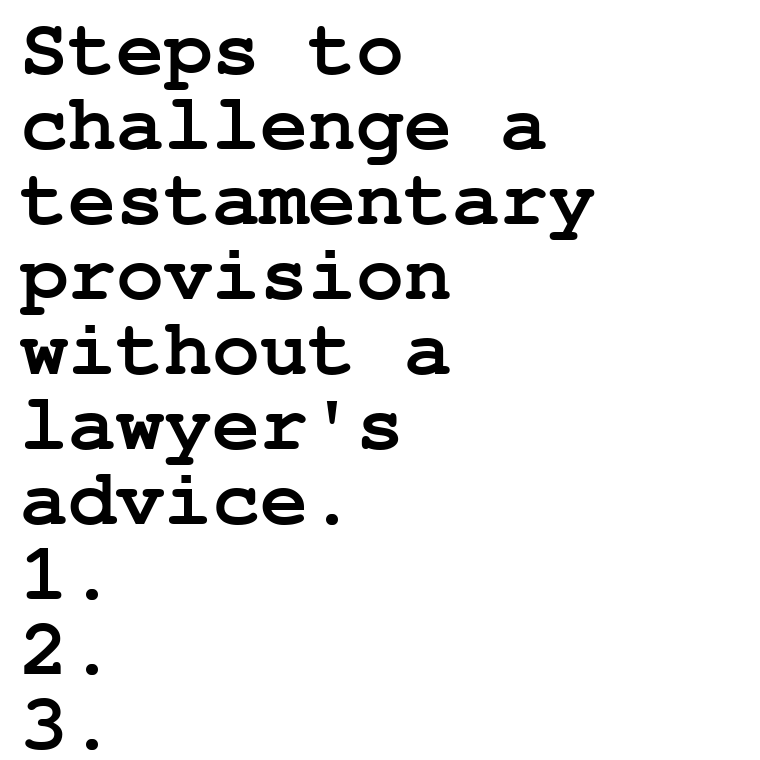 Steps to
challenge a
testamentary
provision
without a
lawyer's
advice.
1.
2.
3.